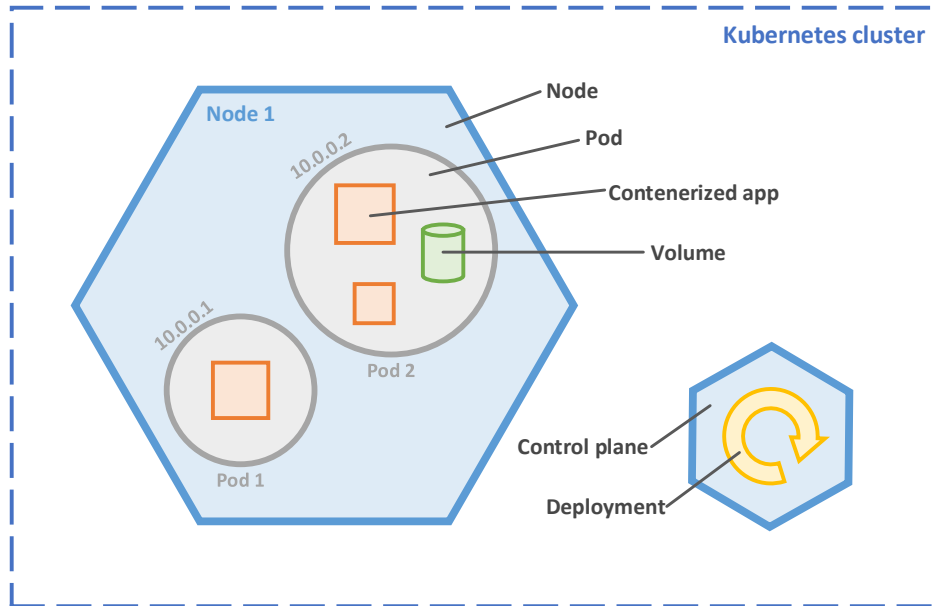 Kubernetes cluster
Node
Node 1
Pod
10.0.0.2
Contenerized app
Volume
10.0.0.1
Pod 2
Control plane
Pod 1
Deployment